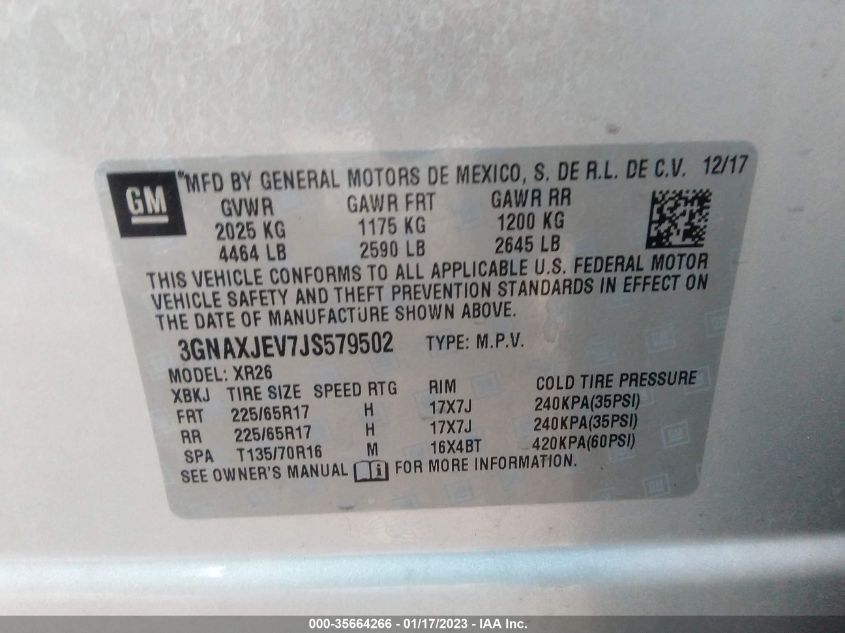 GM
*MFD BY GENERAL MOTORS DE MEXICO, S. DE R.L. DE C.V. 12/17
GVWR GAWR FRT GAWR RR
2025 KG 1175 KG 1200 KG
4464 LB 2590 LB 2645 LB
THIS VEHICLE CONFORMS TO ALL APPLICABLE U.S. FEDERAL MOTOR
VEHICLE SAFETY AND THEFT PREVENTION STANDARDS IN EFFECT ON
THE DATE OF MANUFACTURE SHOWN ABOVE.
3GNAXJEV7JS579502 TYPE: M.P.V.
MODEL: XR26
XBKJ TIRE SIZE SPEED RTG RIM COLD TIRE PRESSURE
FRT 225/65R17 H 17X7J 240KPA(35PSI)
RR 225/65R17 H 17X7J 240KPA(35PSI)
SPA T135/70R16 M 16X4BT 420KPA(60PSI)
SEE OWNER'S MANUAL i FOR MORE INFORMATION.
000-35664266 - 01/17/2023 - IAA Inc.